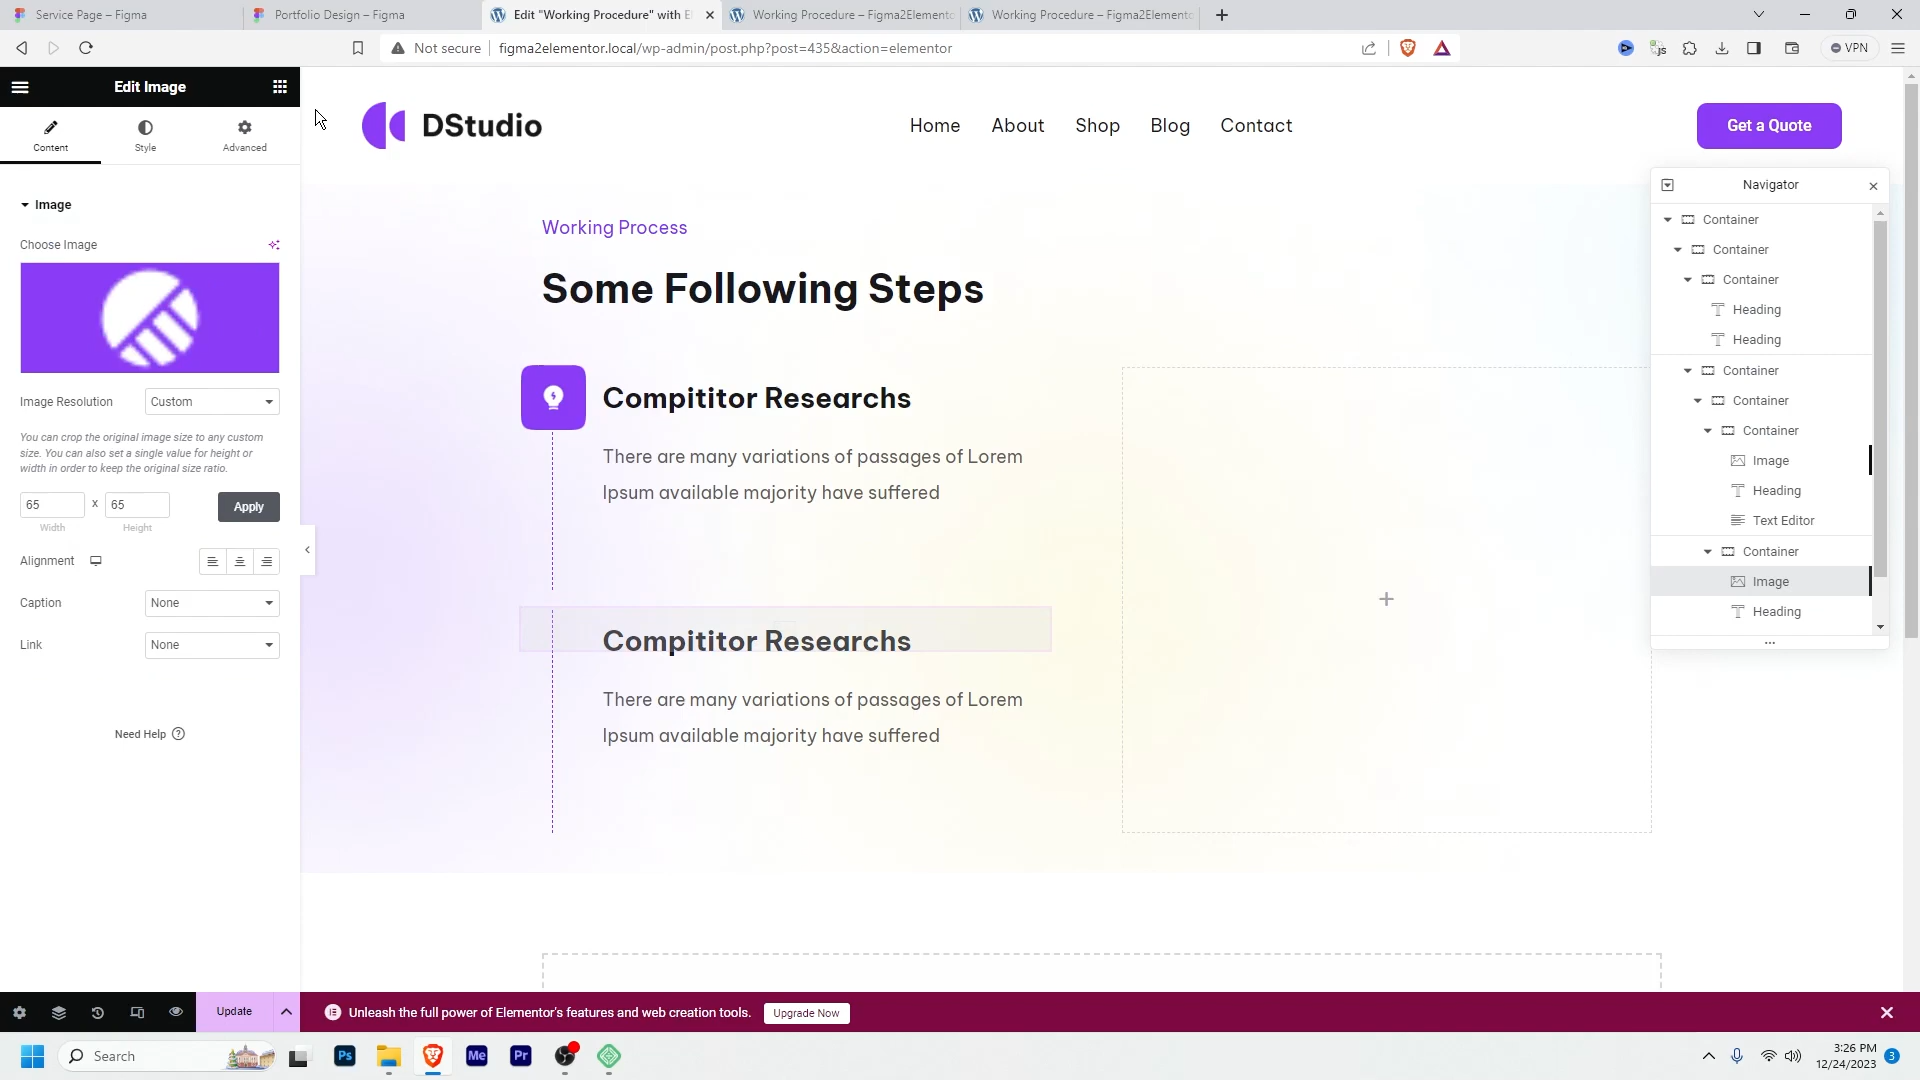 Service Page – Figma
Portfolio Design – Figma
Edit "Working Procedure" with E
Working Procedure – Figma2Elemento
Working Procedure – Figma2Elemento
Not secure
figma2elementor.local/wp-admin/post.php?post=435&action=elementor
VPN
Edit Image
Content
Style
Advanced
Image
Choose Image
Image Resolution
Custom
You can crop the original image size to any custom
size. You can also set a single value for height or
width in order to keep the original size ratio.
65
x
65
Apply
Width
Height
Alignment
Caption
None
Link
None
Need Help
Update
DStudio
Home
About
Shop
Blog
Contact
Get a Quote
Working Process
Some Following Steps
Compititor Researchs
There are many variations of passages of Lorem
Ipsum available majority have suffered
Compititor Researchs
There are many variations of passages of Lorem
Ipsum available majority have suffered
Navigator
Container
Container
Container
Heading
Heading
Container
Container
Container
Image
Heading
Text Editor
Container
Image
Heading
Unleash the full power of Elementor's features and web creation tools.
Upgrade Now
Search
Ps
Me
Pr
3:26 PM
12/24/2023
3